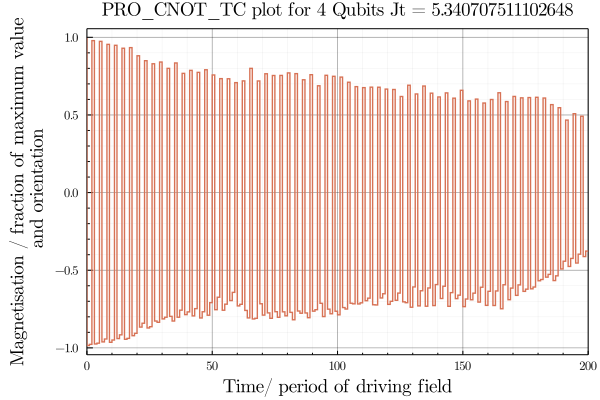 PRO_CNOT_TC plot for 4 Qubits Jt = 5.340707511102648
Magnetisation / fraction of maximum value
and orientation
1.0
0.5
0.0
−0.5
−1.0
0 50 100 150 200
Time/ period of driving field